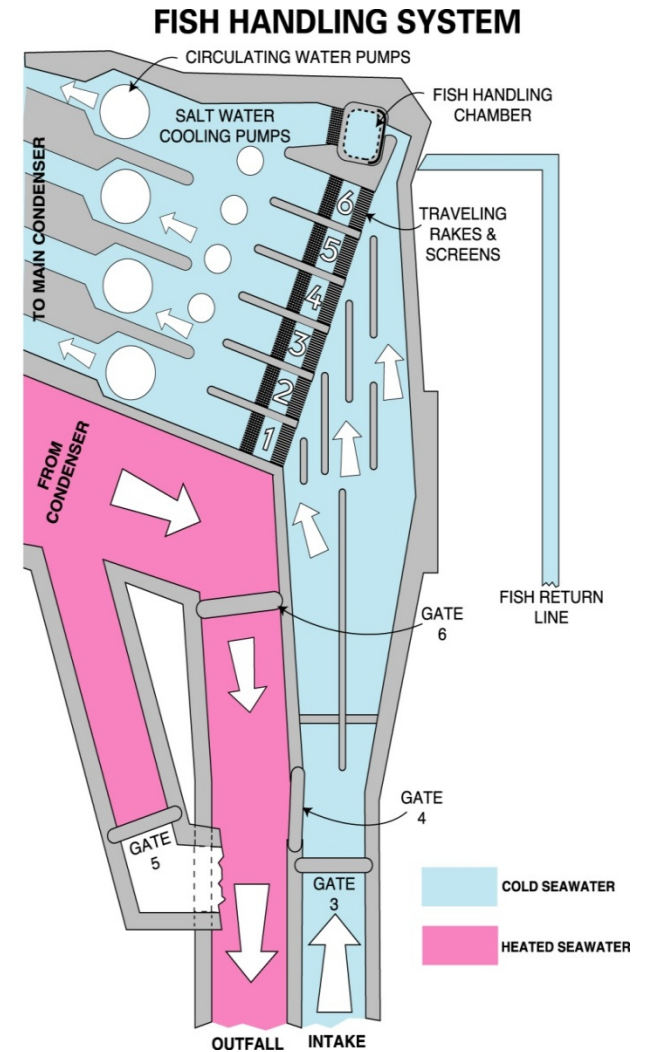 FISH HANDLING SYSTEM
CIRCULATING WATER PUMPS
SALT WATER
COOLING PUMPS
FISH HANDLING
CHAMBER
TO MAIN CONDENSER
TRAVELING
RAKES &
SCREENS
6
5
4
3
2
1
FROM
CONDENSER
FISH RETURN
LINE
GATE
6
GATE
4
GATE
5
GATE
3
COLD SEAWATER
HEATED SEAWATER
OUTFALL
INTAKE